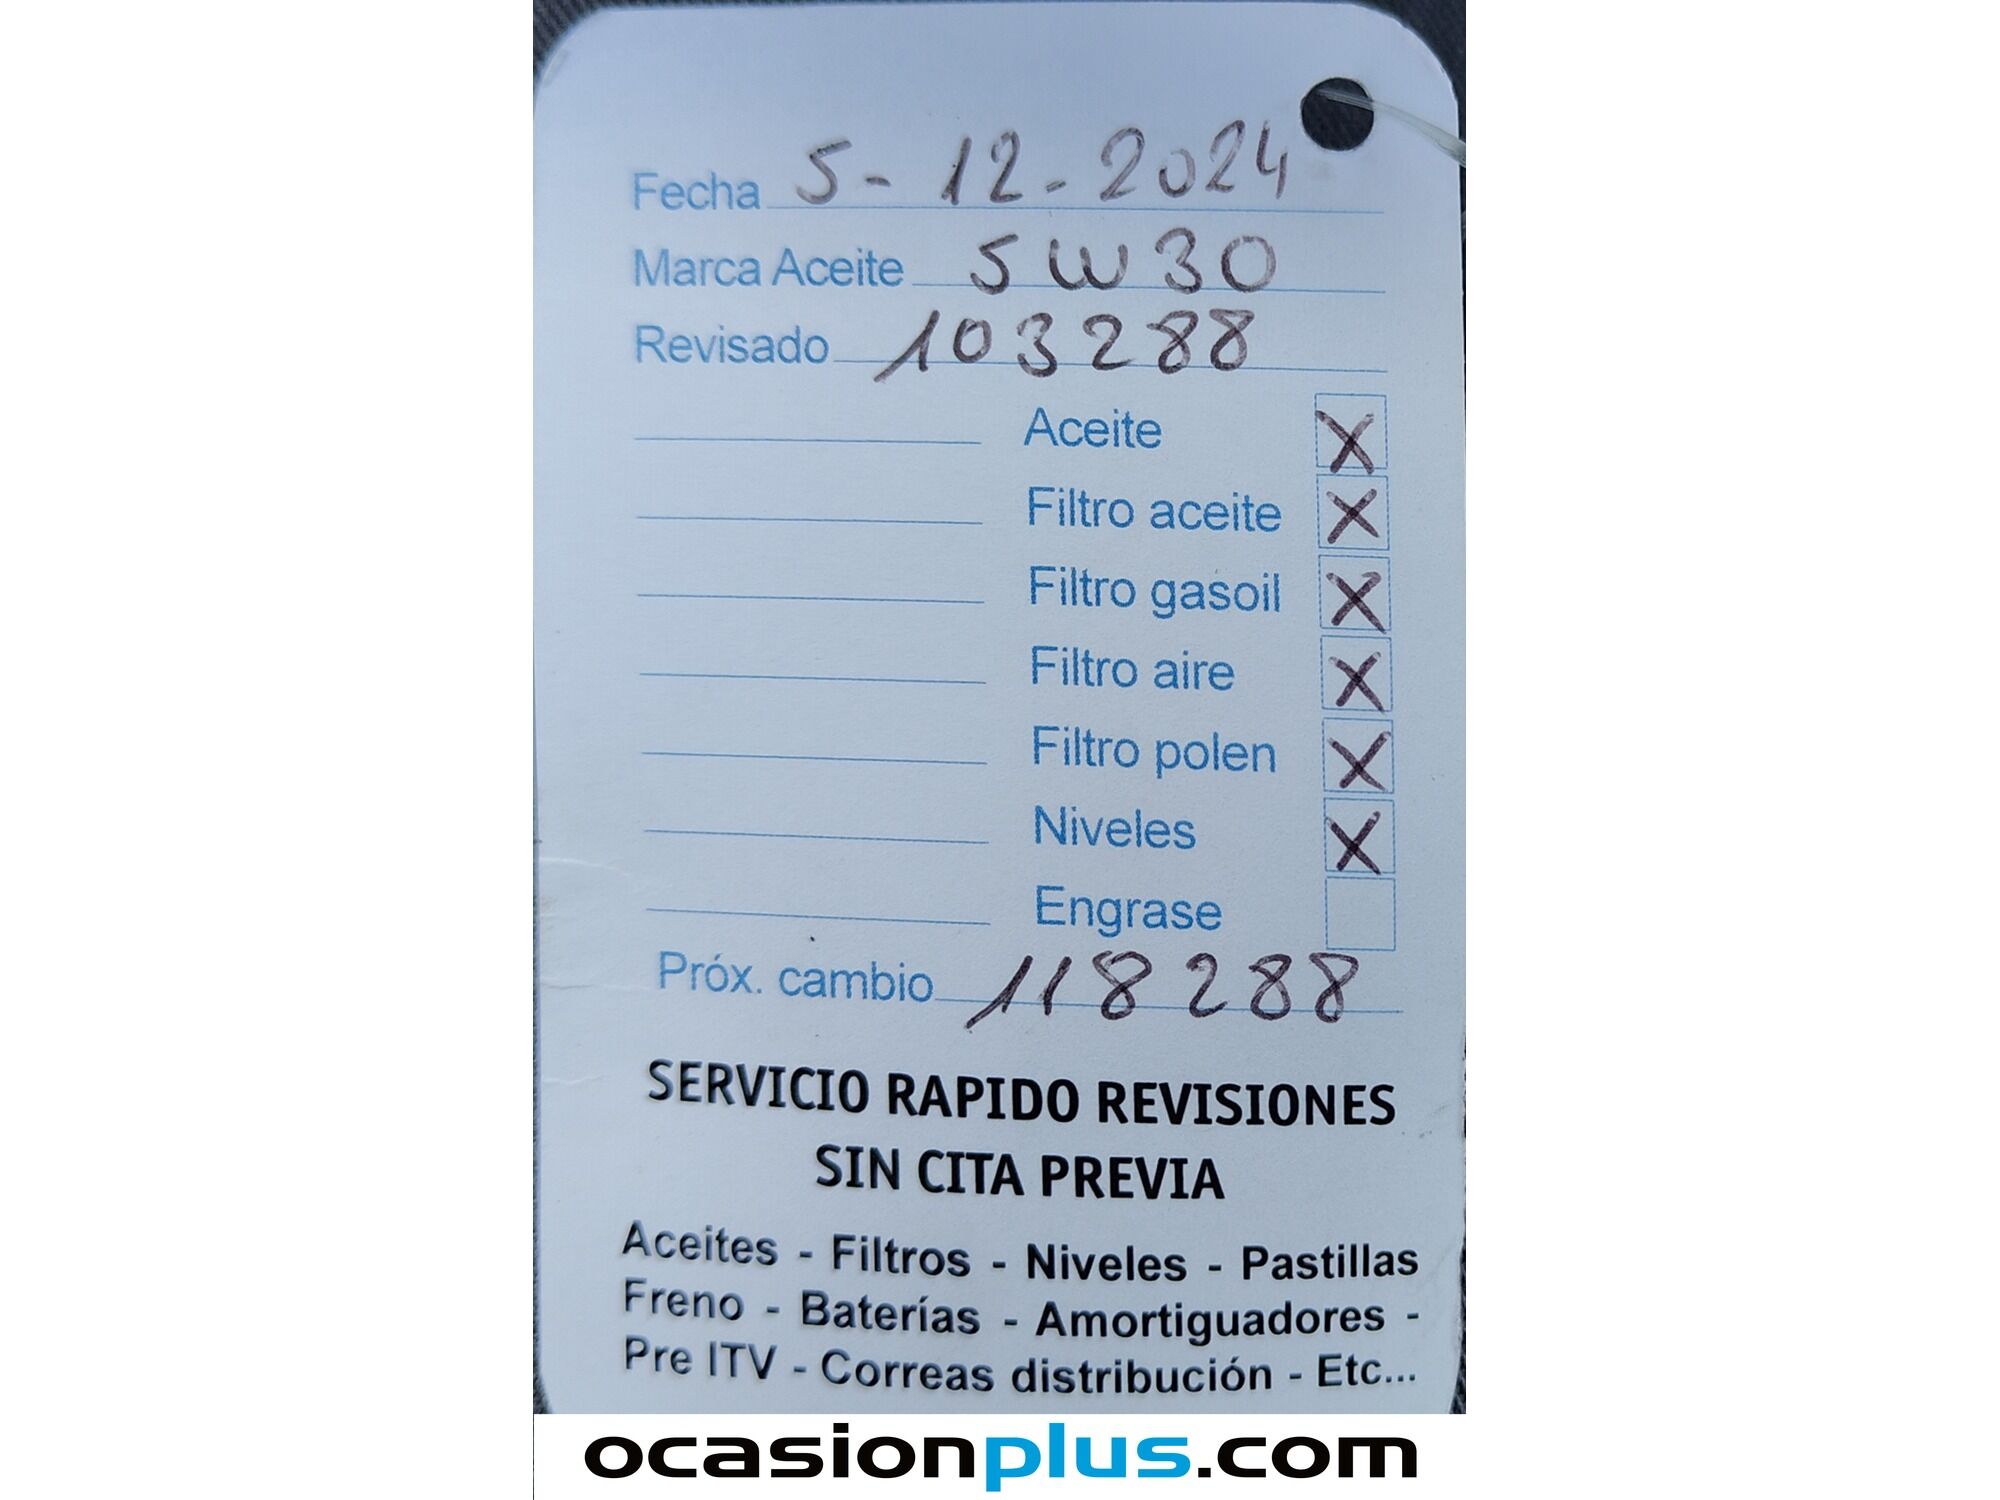 Fecha 5-12-2024
Marca Aceite 5W30
Revisado 103288
Aceite X
Filtro aceite X
Filtro gasoil X
Filtro aire X
Filtro polen X
Niveles X
Engrase
Próx. cambio 118288
SERVICIO RAPIDO REVISIONES
SIN CITA PREVIA
Aceites - Filtros - Niveles - Pastillas
Freno - Baterías - Amortiguadores -
Pre ITV - Correas distribución - Etc...
ocasionplus.com